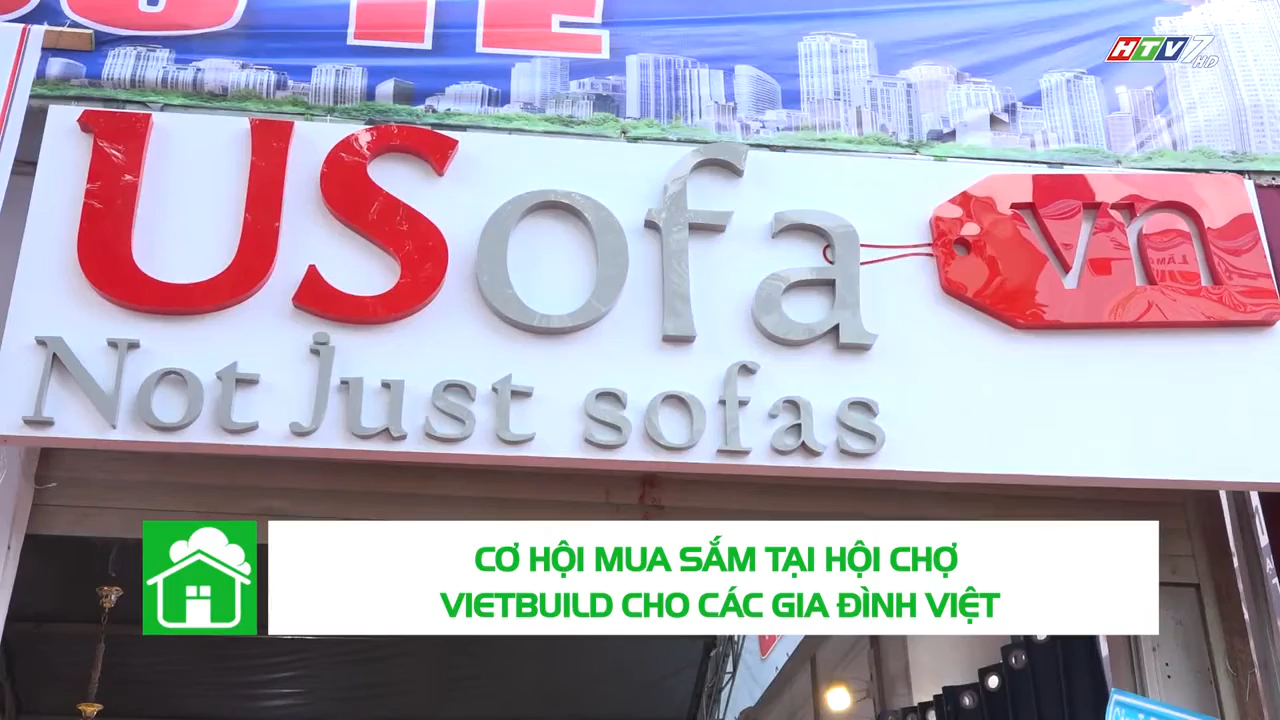 HTV7
HD
USofa
vn
Not just sofas
CƠ HỘI MUA SẮM TẠI HỘI CHỢ
VIETBUILD CHO CÁC GIA ĐÌNH VIỆT